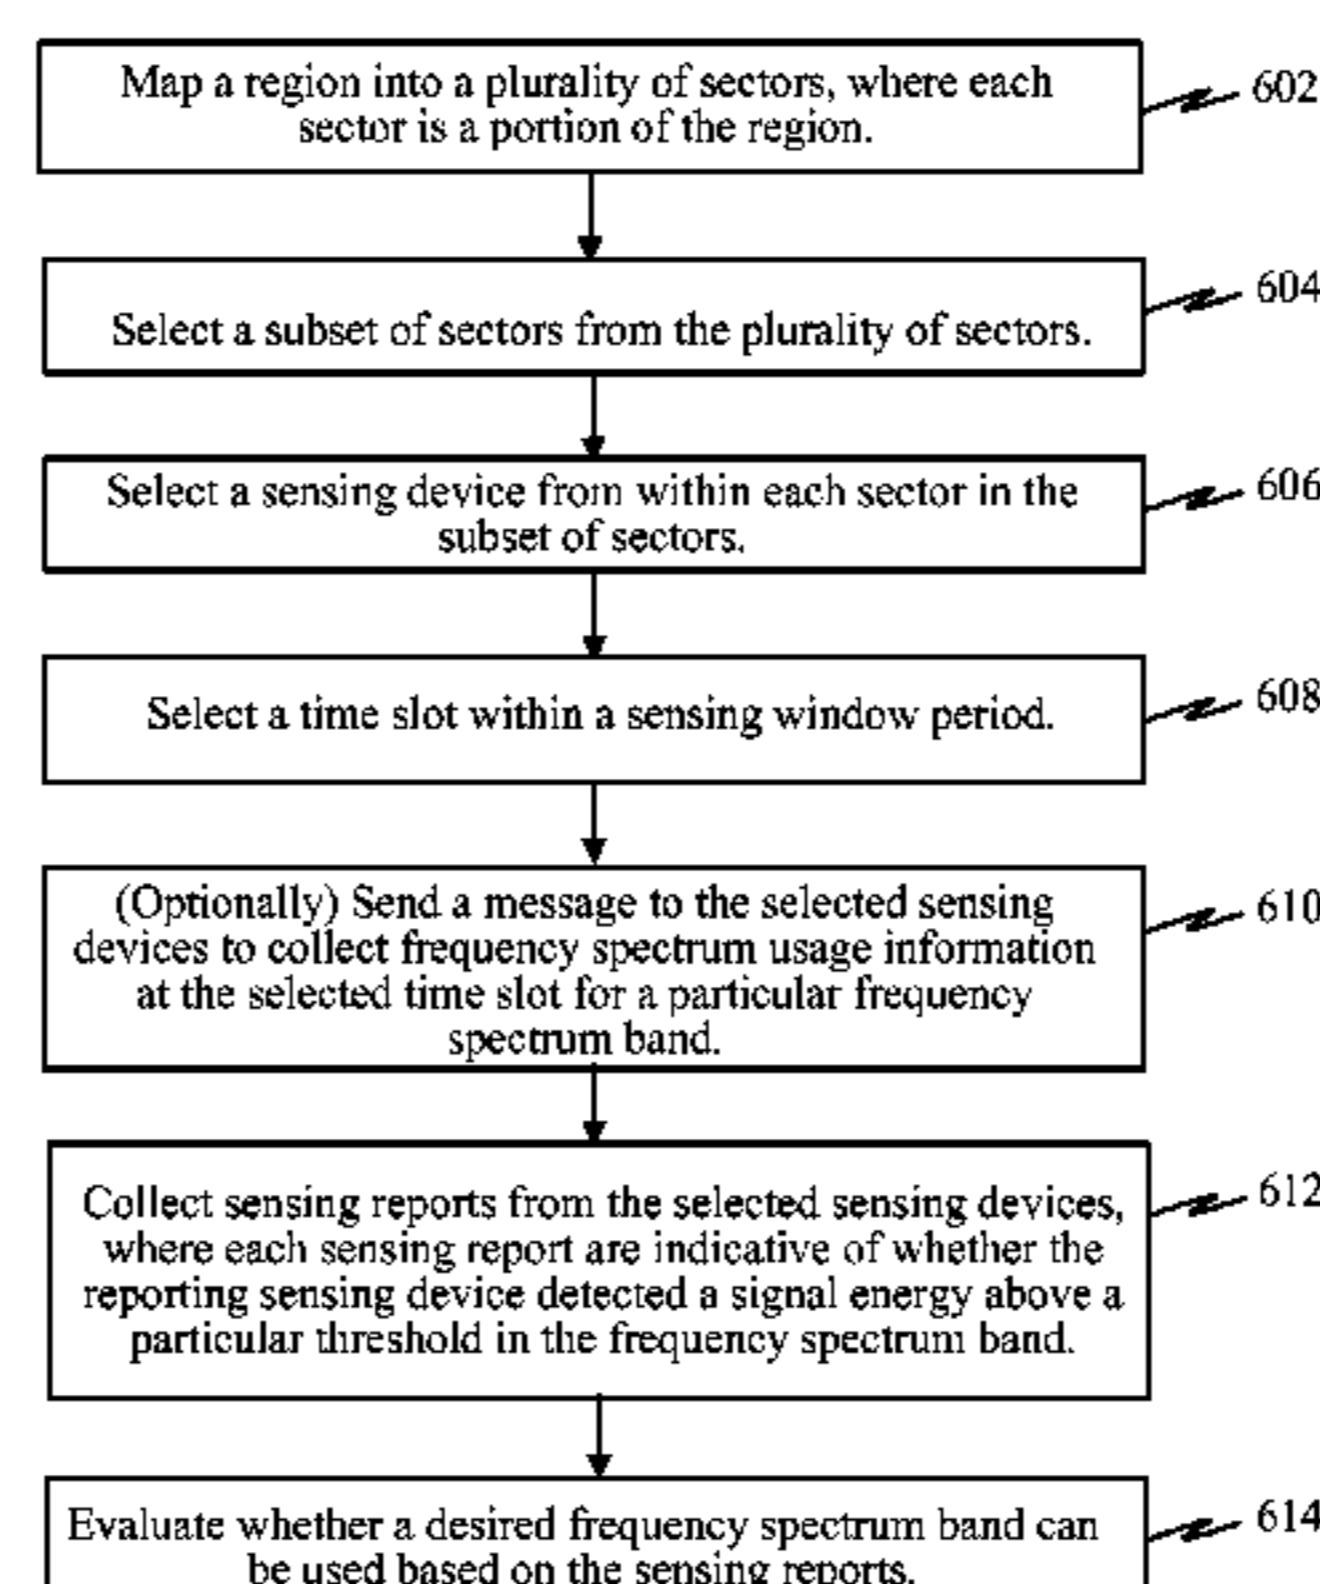 Map a region into a plurality of sectors, where each
sector is a portion of the region.
602
Select a subset of sectors from the plurality of sectors.
604
Select a sensing device from within each sector in the
subset of sectors.
606
Select a time slot within a sensing window period.
608
(Optionally) Send a message to the selected sensing
devices to collect frequency spectrum usage information
at the selected time slot for a particular frequency
spectrum band.
610
Collect sensing reports from the selected sensing devices,
where each sensing report are indicative of whether the
reporting sensing device detected a signal energy above a
particular threshold in the frequency spectrum band.
612
Evaluate whether a desired frequency spectrum band can
be used based on the sensing reports.
614